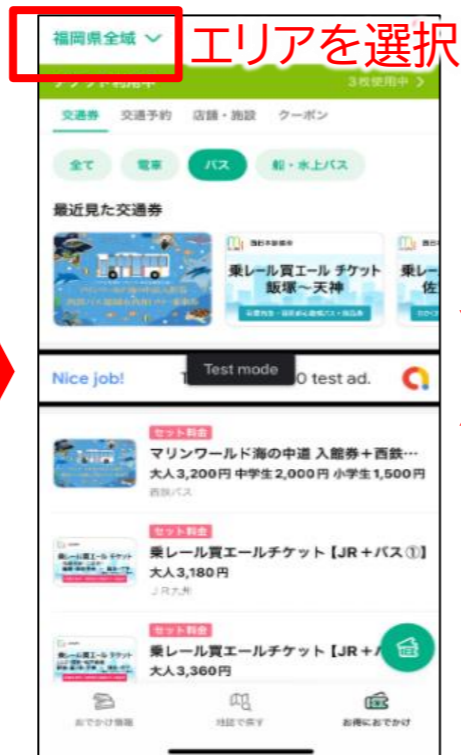 福岡県全域
エリアを選択
3枚使用中
交通券 交通予約 店舗・施設 クーポン
全て 電車 バス 船・水上バス
最近見た交通券
西日本新聞社
乗レール買エール チケット
飯塚〜天神
乗レー
Nice job!
Test mode
0 test ad.
セット料金
マリンワールド海の中道 入館券+西鉄…
大人3,200円 中学生2,000円 小学生1,500円
西鉄バス
セット料金
乗レール買エールチケット【JR+バス①】
大人3,180円
JR九州
セット料金
乗レール買エールチケット【JR+
大人3,360円
おでかけ情報 地図で探す お得におでかけ